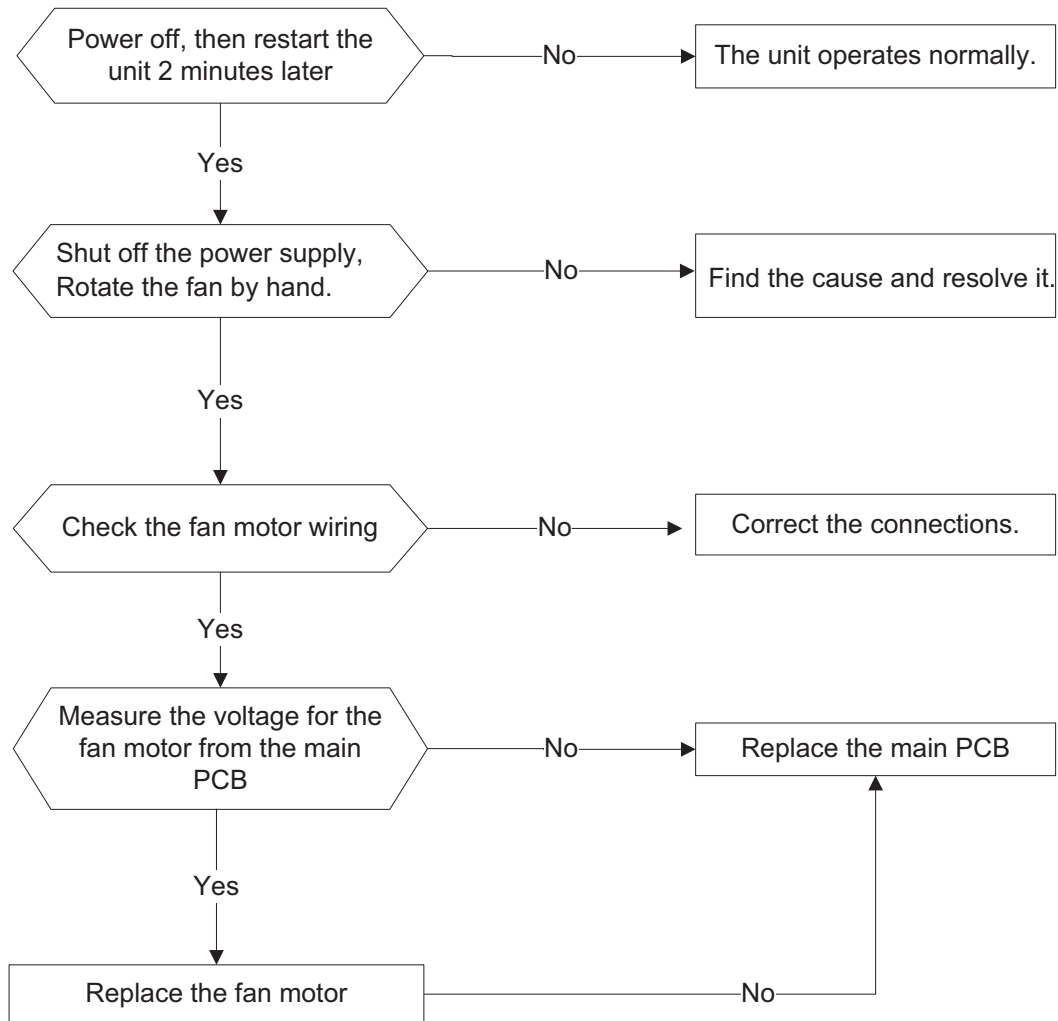 Power off, then restart the
unit 2 minutes later
No
The unit operates normally.
Yes
Shut off the power supply,
Rotate the fan by hand.
No
Find the cause and resolve it.
Yes
Check the fan motor wiring
No
Correct the connections.
Yes
Measure the voltage for the
fan motor from the main
PCB
No
Replace the main PCB
Yes
Replace the fan motor
No